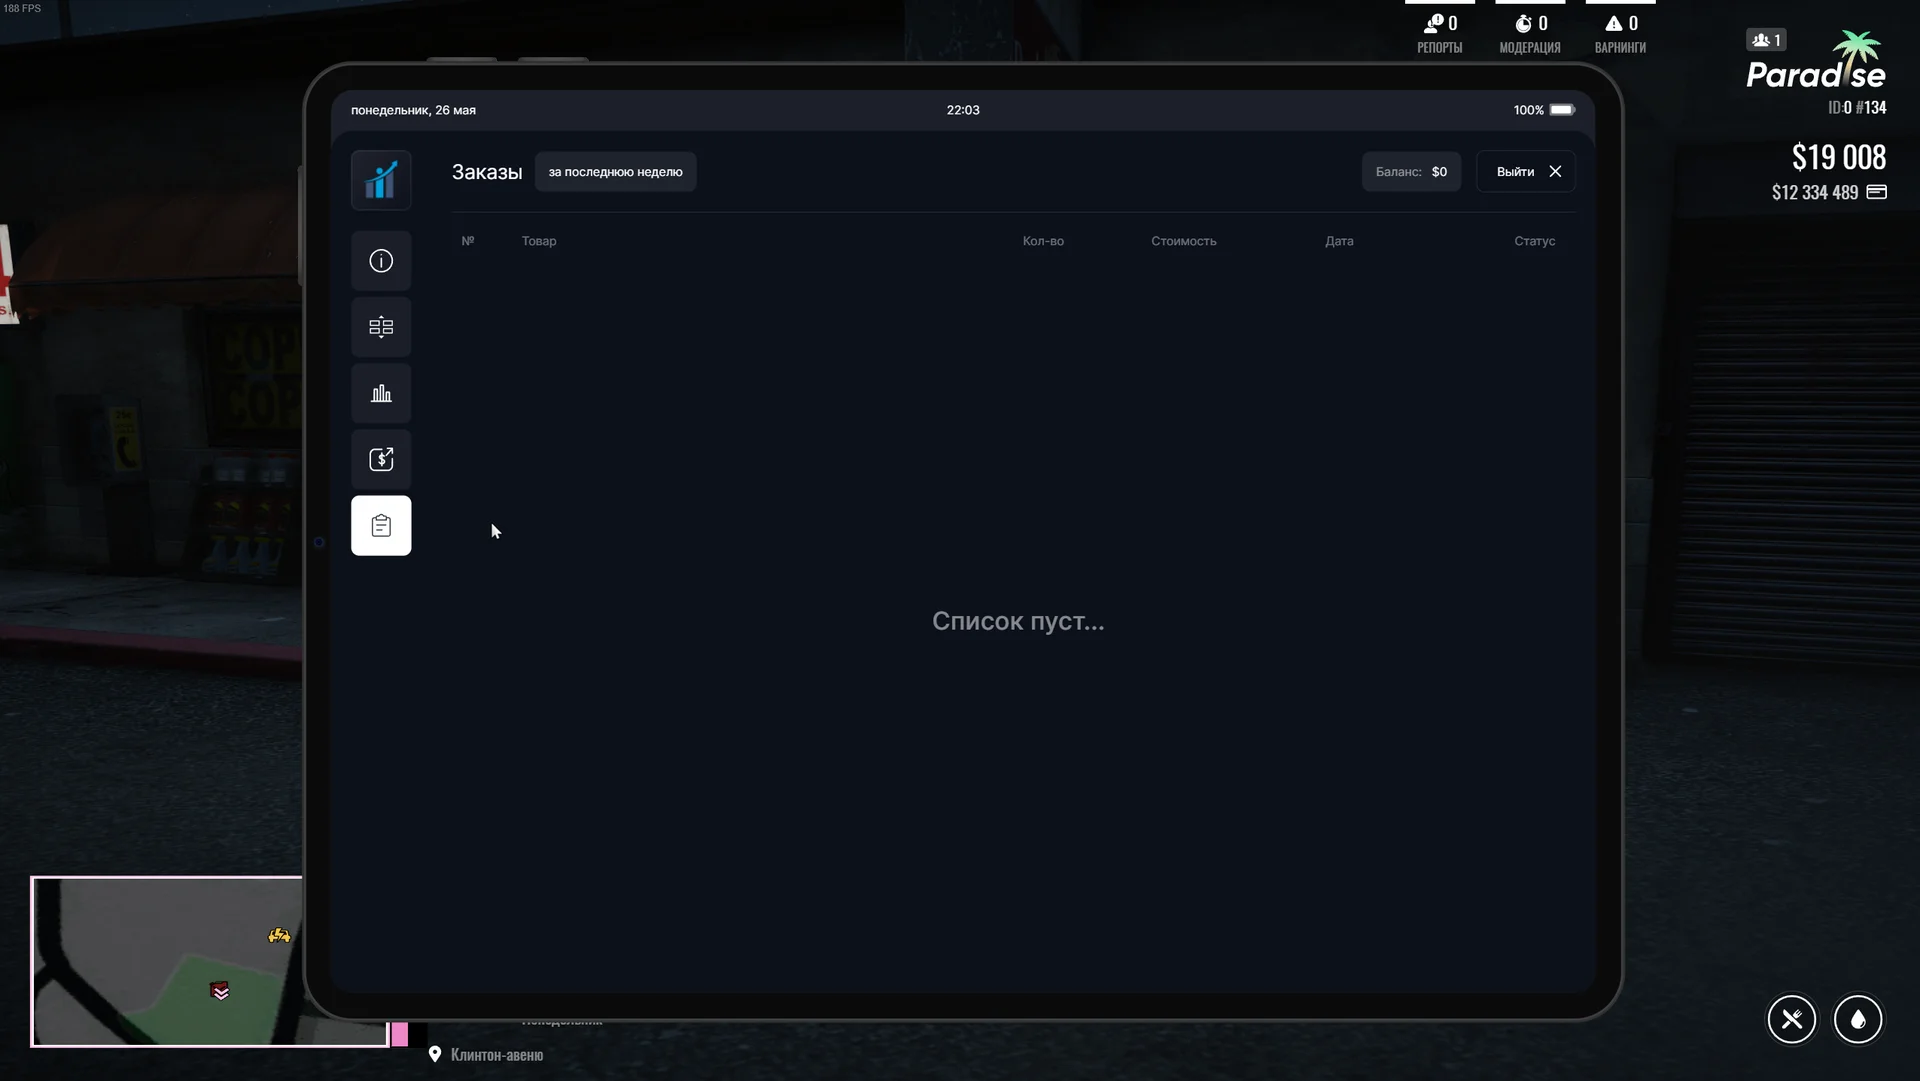 188 FPS
0
РЕПОРТЫ
0
МОДЕРАЦИЯ
0
ВАРНИНГИ
1
Paradise
ID:0 #134
$19 008
$12 334 489
понедельник, 26 мая
22:03
100%
Заказы
за последнюю неделю
Баланс: $0
Выйти
№
Товар
Кол-во
Стоимость
Дата
Статус
Список пуст...
COP
COP
Клинтон-авеню